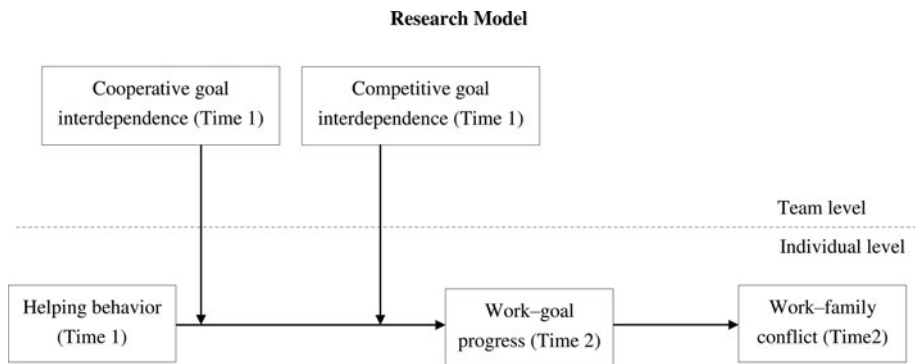 Research Model
Cooperative goal
interdependence (Time 1)
Competitive goal
interdependence (Time 1)
Team level
Individual level
Helping behavior
(Time 1)
Work–goal
progress (Time 2)
Work–family
conflict (Time2)